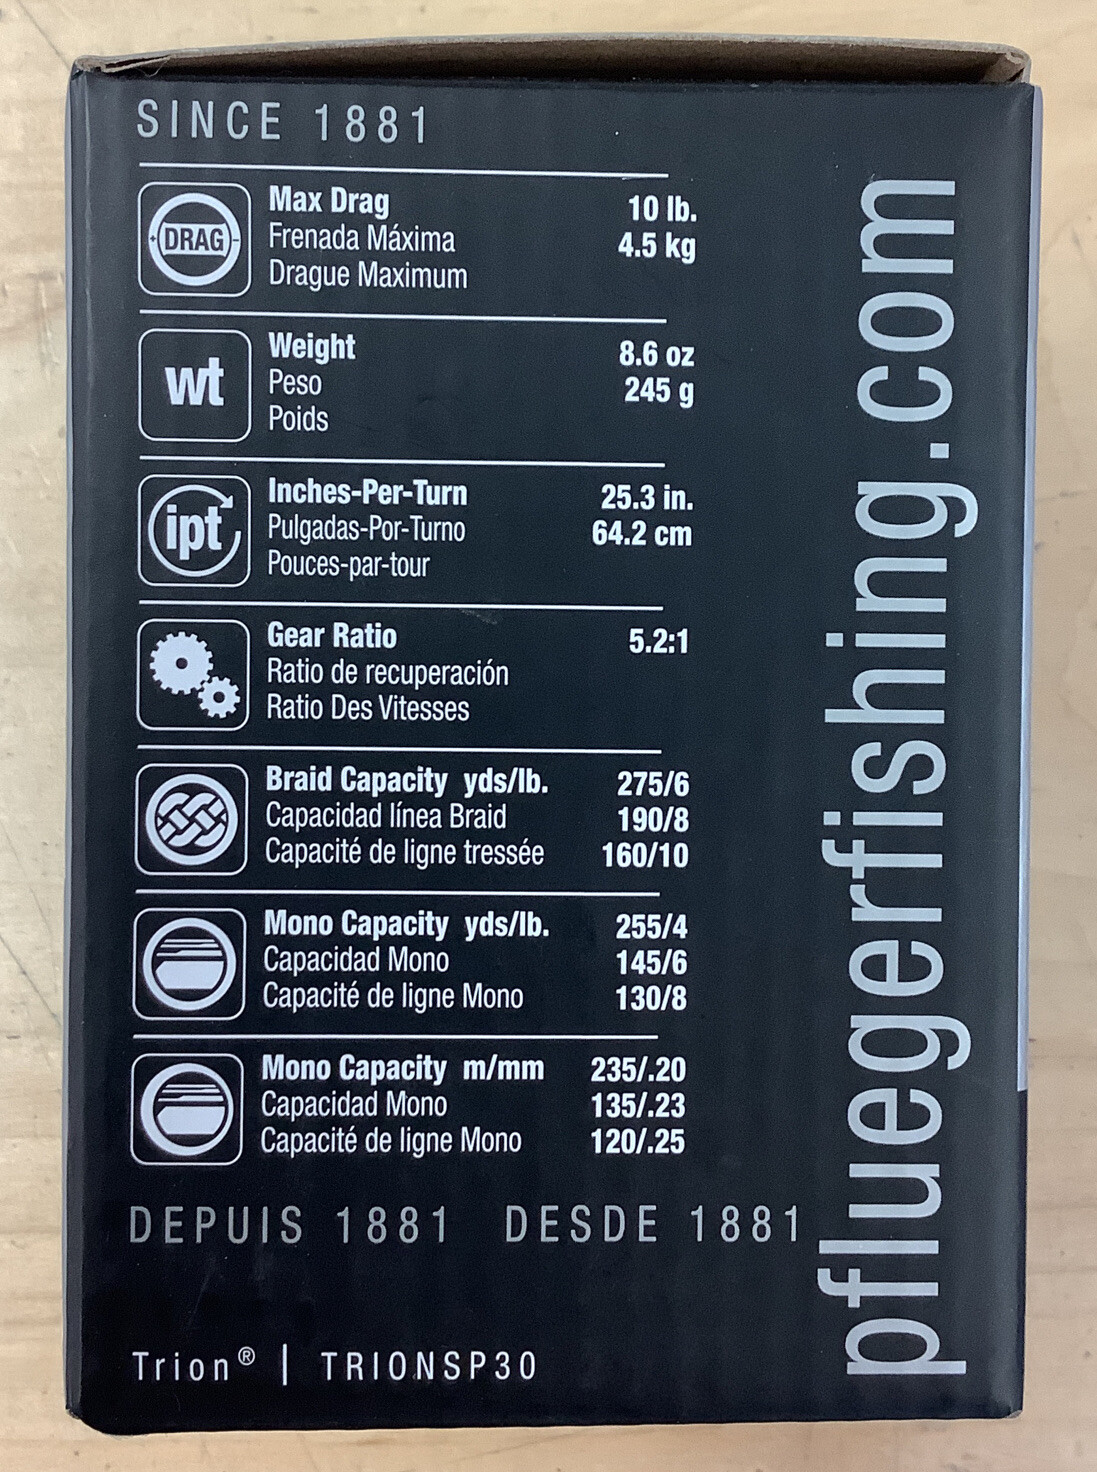 SINCE 1881
DRAG
Max Drag 10 lb.
Frenada Máxima 4.5 kg
Drague Maximum
wt
Weight 8.6 oz
Peso 245 g
Poids
ipt
Inches-Per-Turn 25.3 in.
Pulgadas-Por-Turno 64.2 cm
Pouces-par-tour
Gear Ratio 5.2:1
Ratio de recuperación
Ratio Des Vitesses
Braid Capacity yds/lb. 275/6
Capacidad línea Braid 190/8
Capacité de ligne tressée 160/10
Mono Capacity yds/lb. 255/4
Capacidad Mono 145/6
Capacité de ligne Mono 130/8
Mono Capacity m/mm 235/.20
Capacidad Mono 135/.23
Capacité de ligne Mono 120/.25
DEPUIS 1881 DESDE 1881
Trion® | TRIONSP30
pfluegerfishing.com